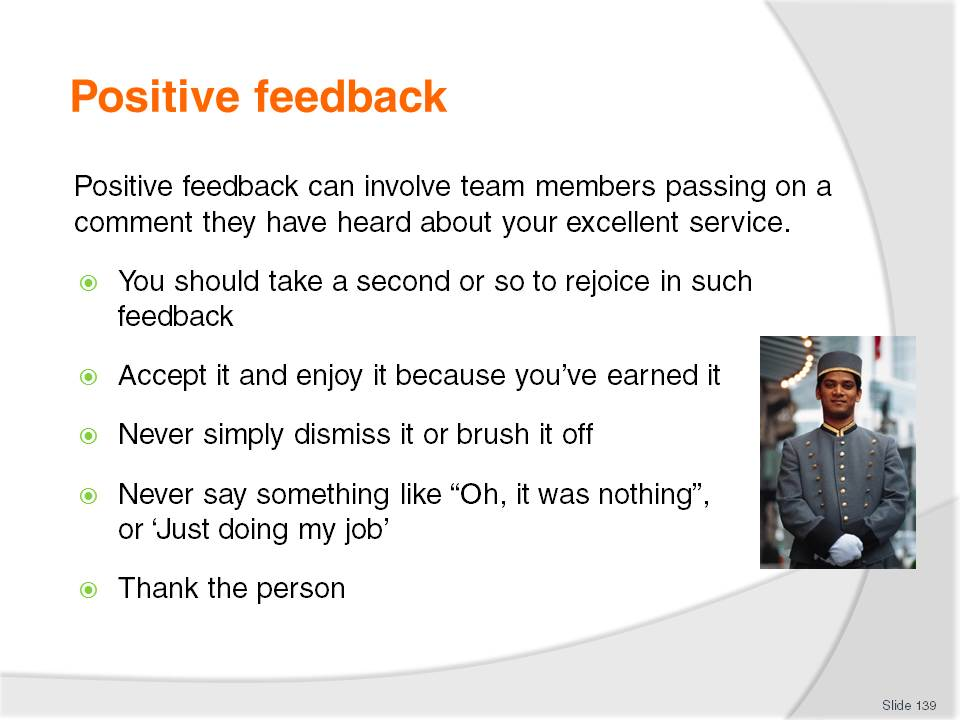 Positive feedback
Positive feedback can involve team members passing on a
comment they have heard about your excellent service.
You should take a second or so to rejoice in such
feedback
Accept it and enjoy it because you’ve earned it
Never simply dismiss it or brush it off
Never say something like “Oh, it was nothing”,
or ‘Just doing my job’
Thank the person
Slide 139